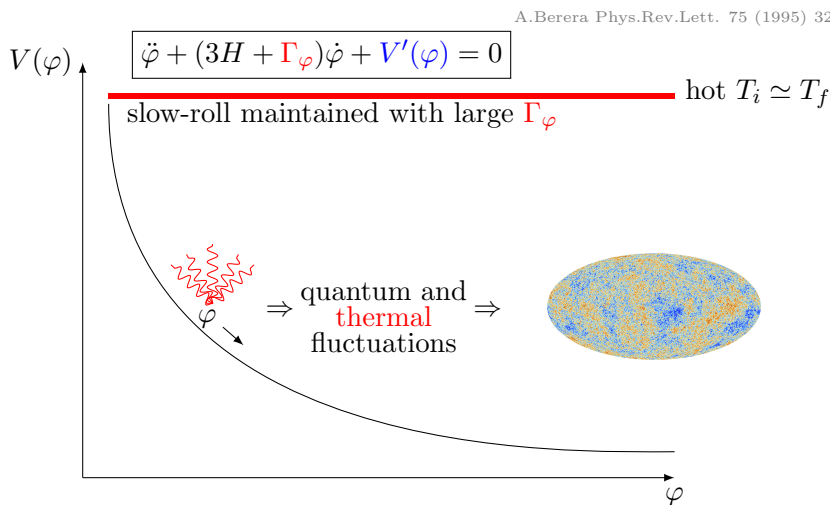 A.Berera Phys.Rev.Lett. 75 (1995) 32
V(φ)
φ̈ + (3H + Γ_φ)φ̇ + V′(φ) = 0
hot T_i ≃ T_f
slow-roll maintained with large Γ_φ
φ
⇒ quantum and ⇒
thermal
fluctuations
φ